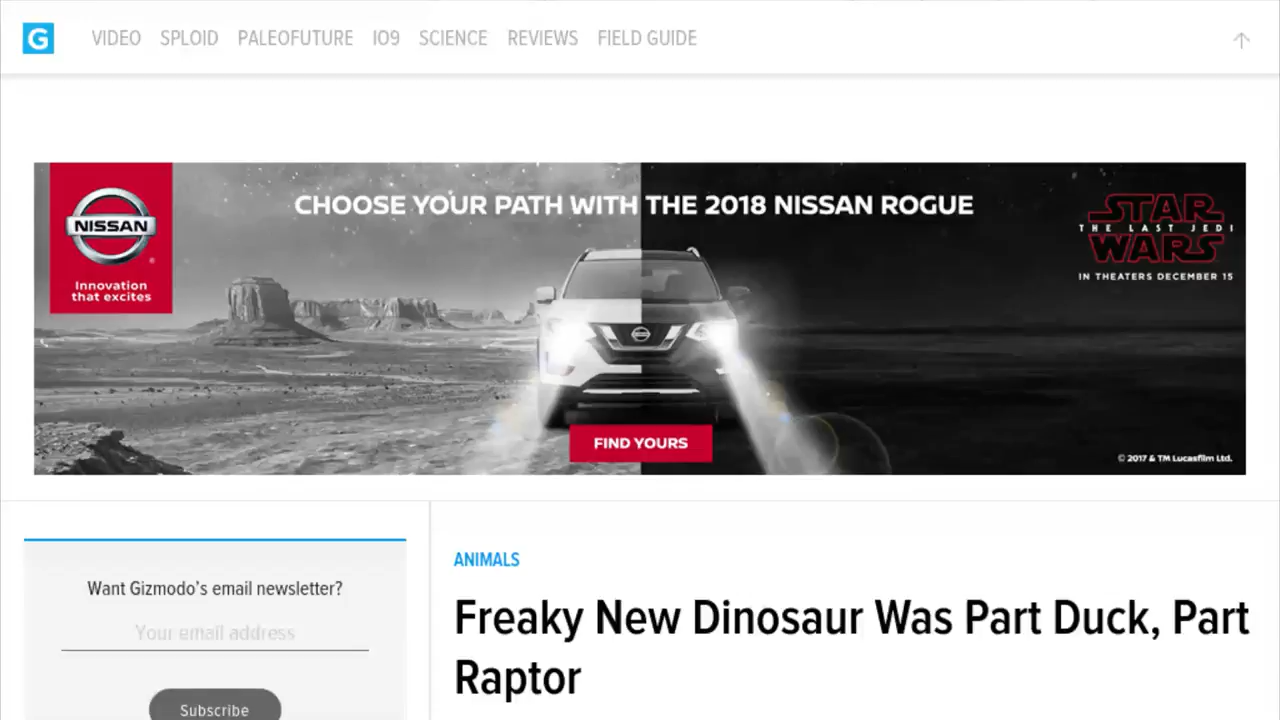 G VIDEO SPLOID PALEOFUTURE IO9 SCIENCE REVIEWS FIELD GUIDE
NISSAN
®
Innovation
that excites
CHOOSE YOUR PATH WITH THE 2018 NISSAN ROGUE
STAR
THE LAST JEDI
WARS
IN THEATERS DECEMBER 15
NISSAN
FIND YOURS
© 2017 & TM Lucasfilm Ltd.
Want Gizmodo's email newsletter?
Your email address
Subscribe
ANIMALS
Freaky New Dinosaur Was Part Duck, Part
Raptor